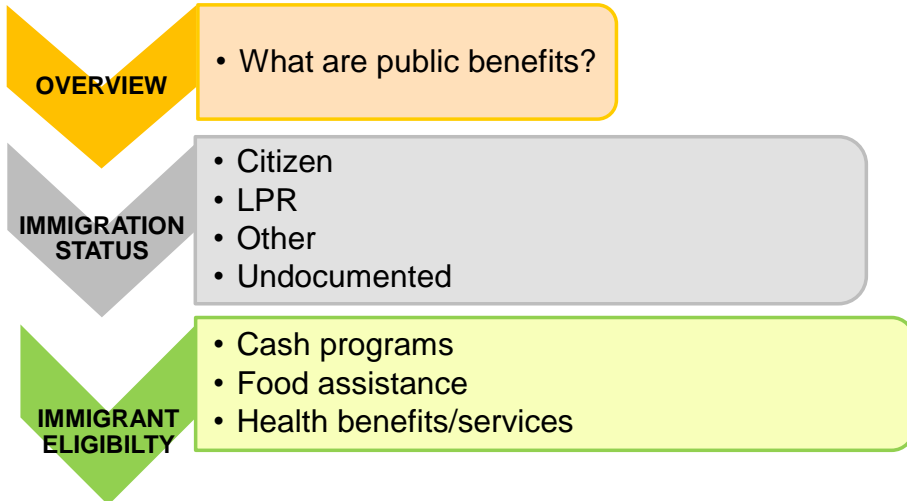 OVERVIEW
• What are public benefits?
IMMIGRATION
STATUS
• Citizen
• LPR
• Other
• Undocumented
IMMIGRANT
ELIGIBILTY
• Cash programs
• Food assistance
• Health benefits/services